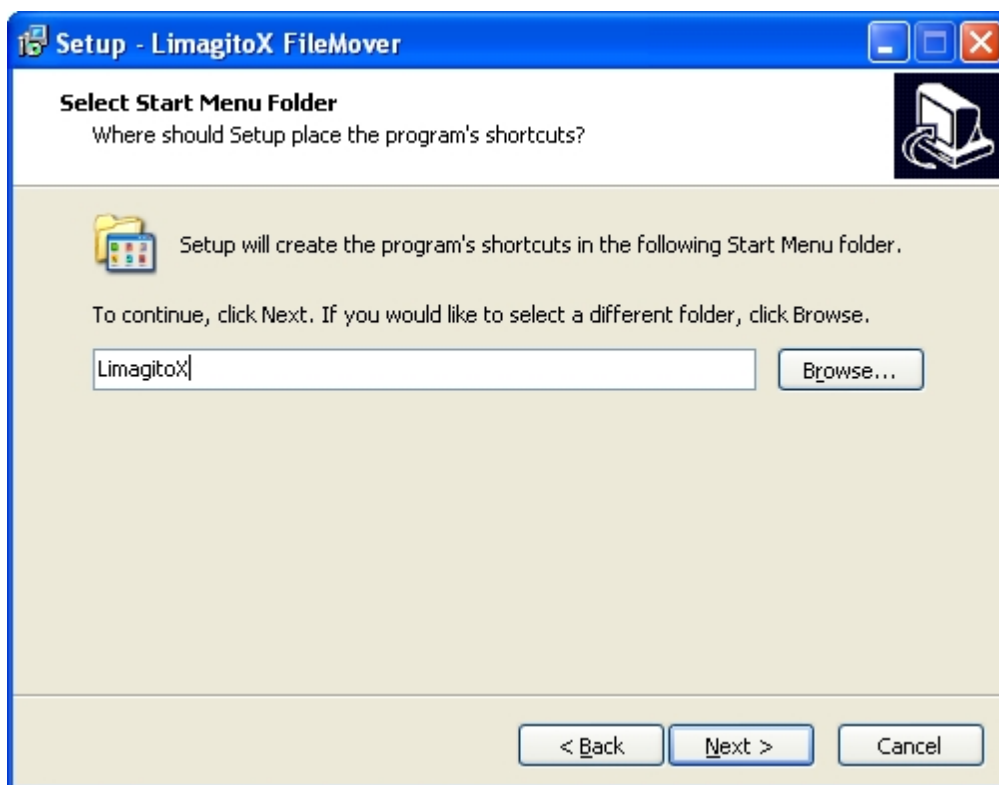 Setup - LimagitoX FileMover
Select Start Menu Folder
Where should Setup place the program's shortcuts?
Setup will create the program's shortcuts in the following Start Menu folder.
To continue, click Next. If you would like to select a different folder, click Browse.
LimagitoX
Browse...
< Back
Next >
Cancel